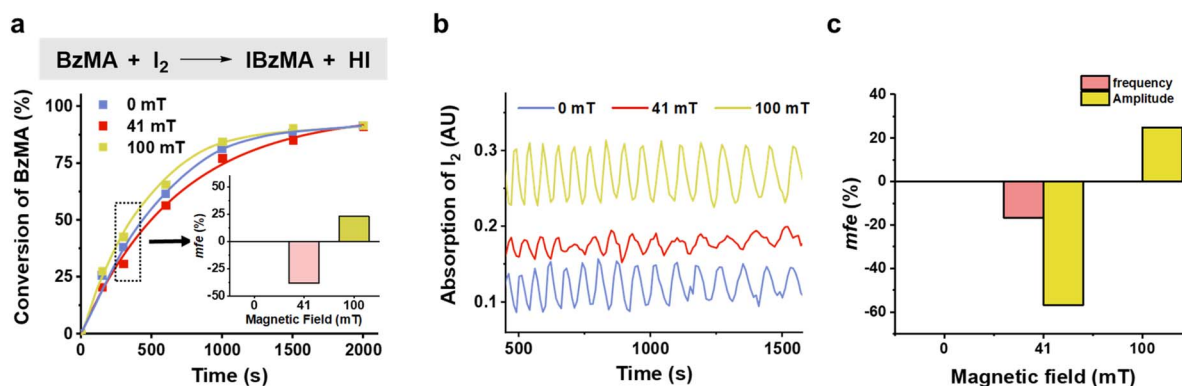 a
BzMA + I₂ ⟶ IBzMA + HI
Conversion of BzMA (%)
100
75
50
25
0
0 mT
41 mT
100 mT
mfe (%)
50
25
0
-25
-50
0 41 100
Magnetic Field (mT)
0 500 1000 1500 2000
Time (s)
b
0 mT 41 mT 100 mT
Absorption of I₂ (AU)
0.3
0.2
0.1
500 1000 1500
Time (s)
c
frequency
Amplitude
mfe (%)
40
20
0
-20
-40
-60
0 41 100
Magnetic field (mT)